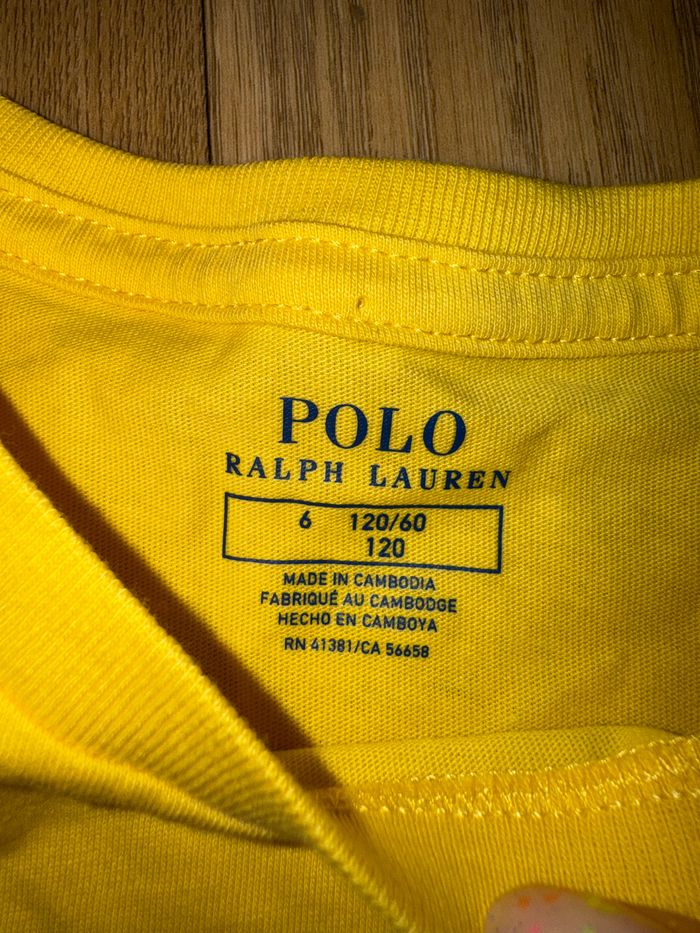 POLO
RALPH LAUREN
6 120/60
120
MADE IN CAMBODIA
FABRIQUÉ AU CAMBODGE
HECHO EN CAMBOYA
RN 41381/CA 56658